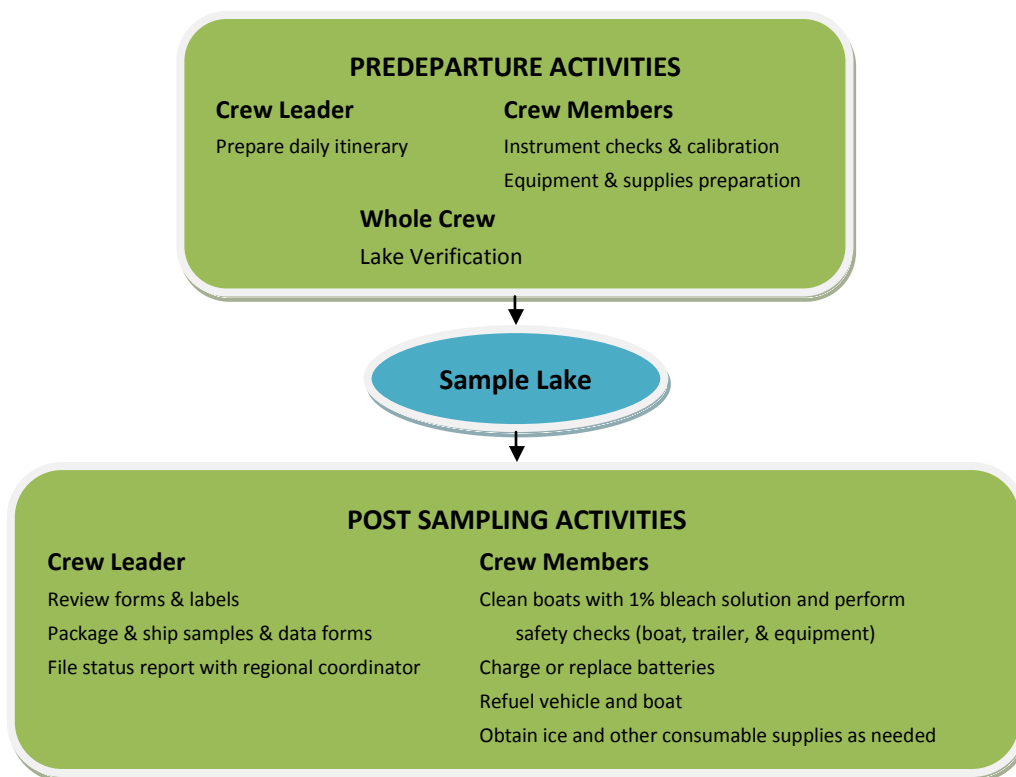 PREDEPARTURE ACTIVITIES
Crew Leader
Prepare daily itinerary
Crew Members
Instrument checks & calibration
Equipment & supplies preparation
Whole Crew
Lake Verification
Sample Lake
POST SAMPLING ACTIVITIES
Crew Leader
Review forms & labels
Package & ship samples & data forms
File status report with regional coordinator
Crew Members
Clean boats with 1% bleach solution and perform
safety checks (boat, trailer, & equipment)
Charge or replace batteries
Refuel vehicle and boat
Obtain ice and other consumable supplies as needed